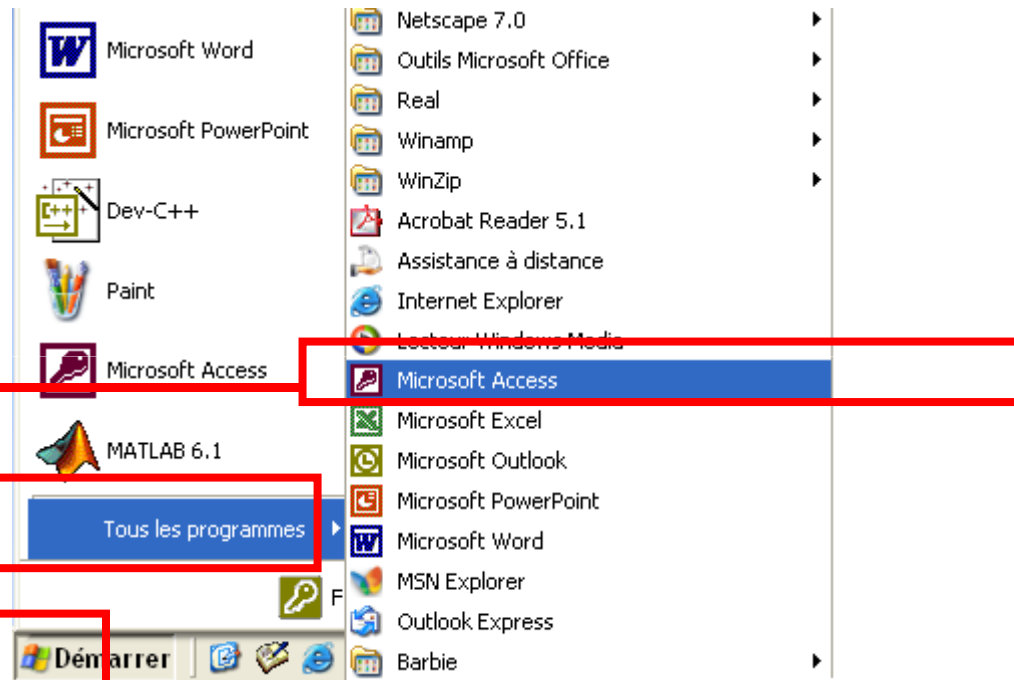 Microsoft Word
Microsoft PowerPoint
Dev-C++
Paint
Microsoft Access
MATLAB 6.1
Tous les programmes
F
Démarrer
Netscape 7.0
Outils Microsoft Office
Real
Winamp
WinZip
Acrobat Reader 5.1
Assistance à distance
Internet Explorer
Lecteur Windows Media
Microsoft Access
Microsoft Excel
Microsoft Outlook
Microsoft PowerPoint
Microsoft Word
MSN Explorer
Outlook Express
Barbie